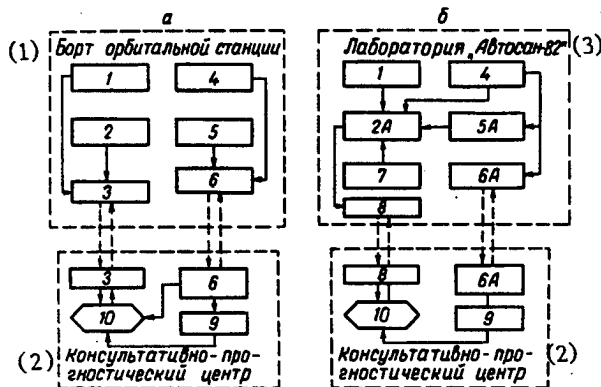 а
б
(1) Борт орбитальной станции
Лаборатория „Автосан-82" (3)
1 4
1 4
2 5
2А 5А
3 6
7 6А
8
3 6
8 6А
10 9
10 9
(2) Консультативно-про-
гностический центр
Консультативно-про- (2)
гностический центр